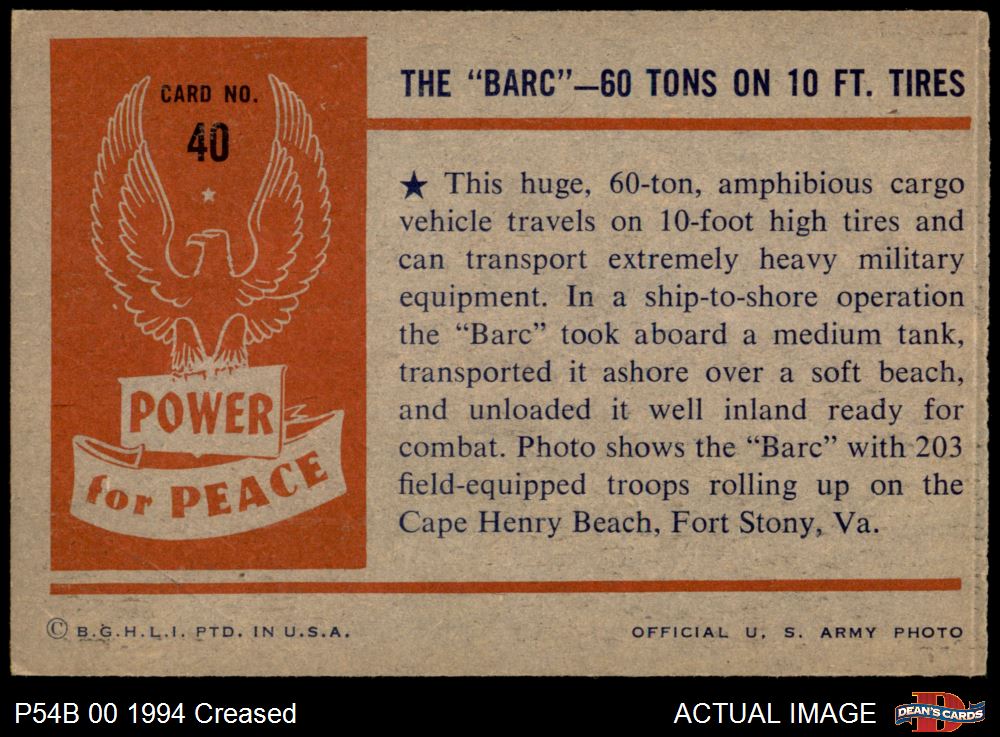 CARD NO.
40
POWER
for PEACE
THE “BARC”—60 TONS ON 10 FT. TIRES
★ This huge, 60-ton, amphibious cargo
vehicle travels on 10-foot high tires and
can transport extremely heavy military
equipment. In a ship-to-shore operation
the “Barc” took aboard a medium tank,
transported it ashore over a soft beach,
and unloaded it well inland ready for
combat. Photo shows the “Barc” with 203
field-equipped troops rolling up on the
Cape Henry Beach, Fort Stony, Va.
© B.G.H.L.I. PTD. IN U.S.A.
OFFICIAL U. S. ARMY PHOTO
P54B 00 1994 Creased
ACTUAL IMAGE
D
DEAN'S CARDS